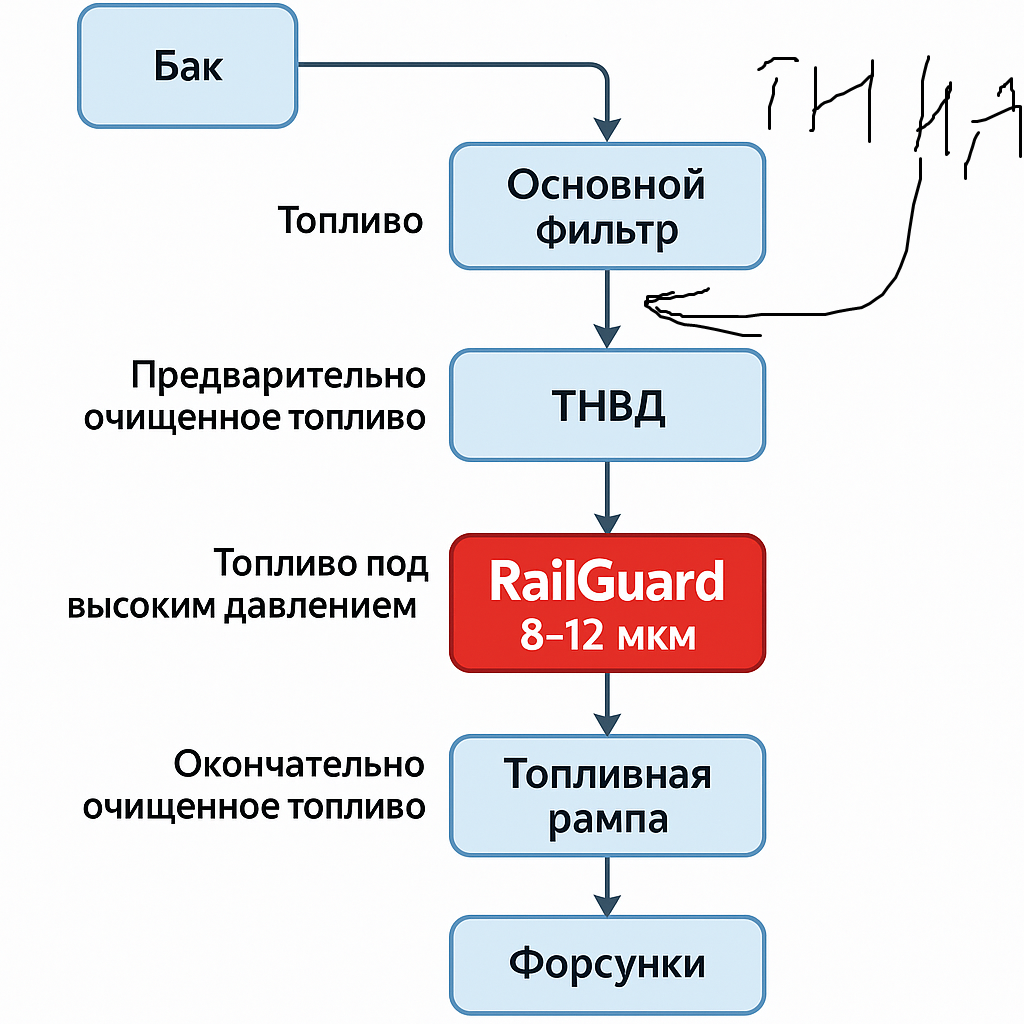 Бак
ТННД
Основной
фильтр
Топливо
Предварительно
очищенное топливо
ТНВД
Топливо под
высоким давлением
RailGuard
8–12 мкм
Окончательно
очищенное топливо
Топливная
рампа
Форсунки